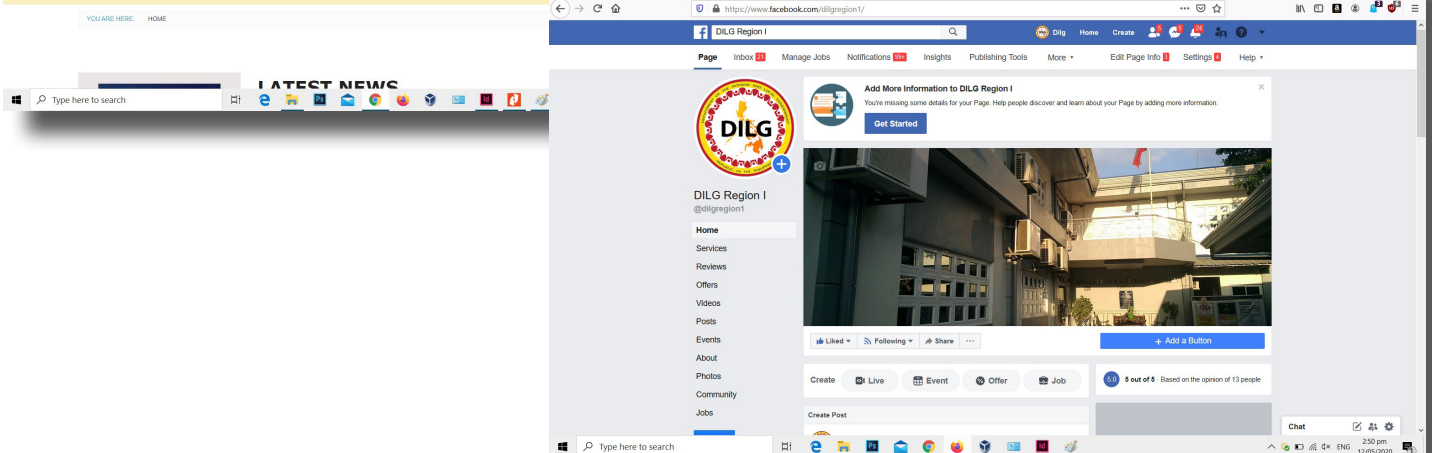 YOU ARE HERE: HOME
LATEST NEWS
Type here to search
https://www.facebook.com/dilgregion1/
DILG Region I
Dilg Home Create
Page Inbox 21 Manage Jobs Notifications 99+ Insights Publishing Tools More Edit Page Info Settings Help
DILG
Add More Information to DILG Region I
You're missing some details for your Page. Help people discover and learn about your Page by adding more information.
Get Started
DILG Region I
@dilgregion1
Home
Services
Reviews
Offers
Videos
Posts
Events
About
Photos
Community
Jobs
Liked Following Share
+ Add a Button
Create Live Event Offer Job
5.0 5 out of 5 · Based on the opinion of 13 people
Create Post
Chat
Type here to search
ENG
2:50 pm
12/05/2020